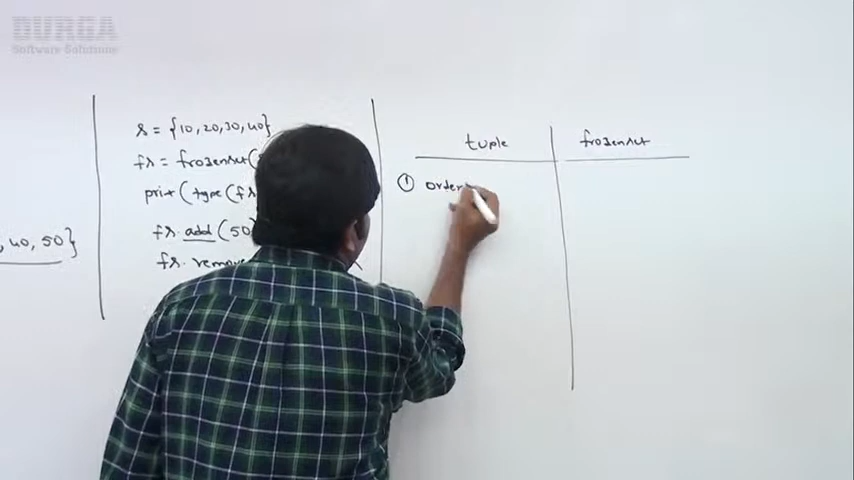 DURGA
Software Solutions
, 40, 50}
s = {10, 20, 30, 40}
fs = frozenset(
print(type(fs
fs.add(50
fs.remove
tuple
frozenset
① order